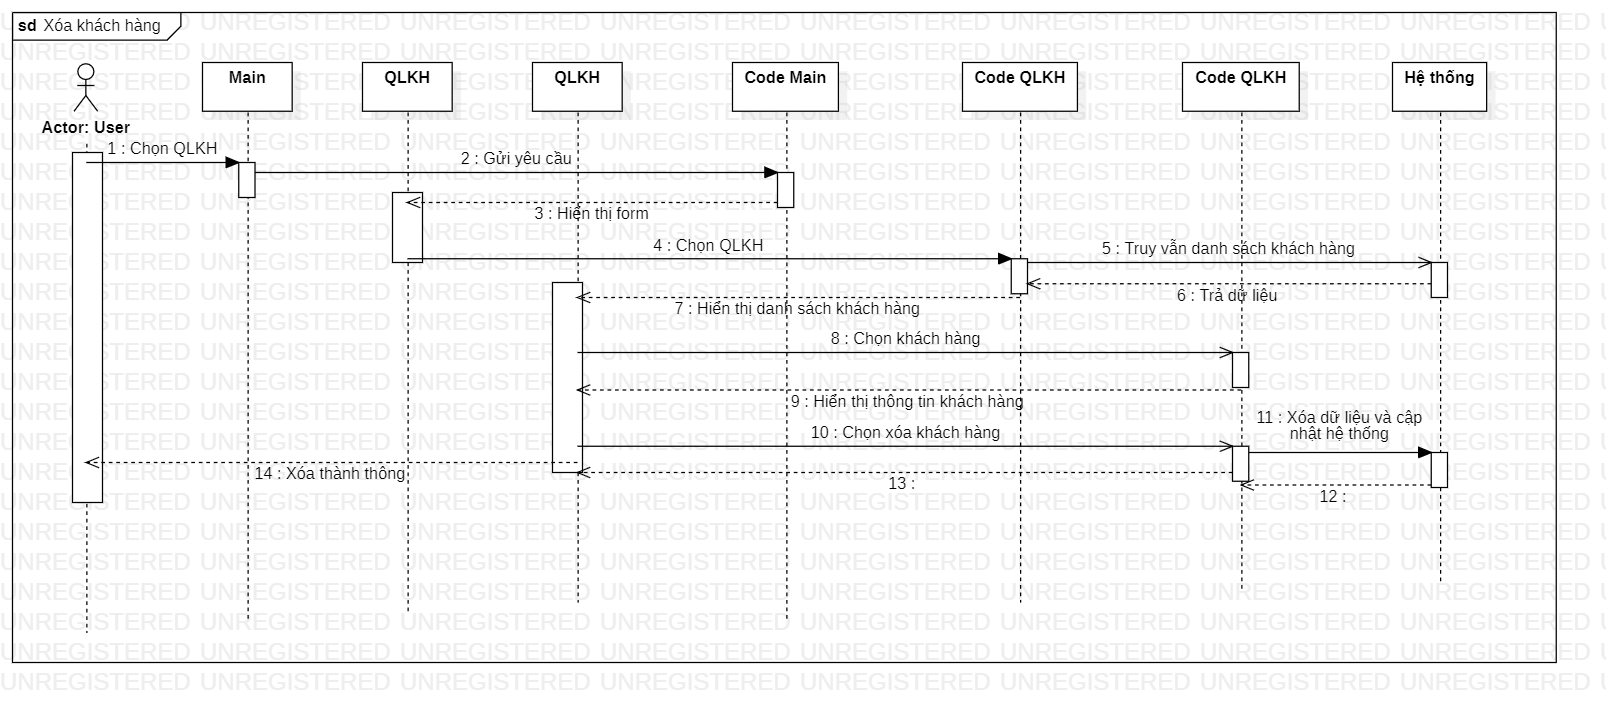 sd Xóa khách hàng
Main
QLKH
QLKH
Code Main
Code QLKH
Code QLKH
Hệ thống
Actor: User
1 : Chọn QLKH
2 : Gửi yêu cầu
3 : Hiển thị form
4 : Chọn QLKH
5 : Truy vẫn danh sách khách hàng
6 : Trả dữ liệu
7 : Hiển thị danh sách khách hàng
8 : Chọn khách hàng
9 : Hiển thị thông tin khách hàng
10 : Chọn xóa khách hàng
11 : Xóa dữ liệu và cập
nhật hệ thống
12 :
13 :
14 : Xóa thành thông
UNREGISTERED